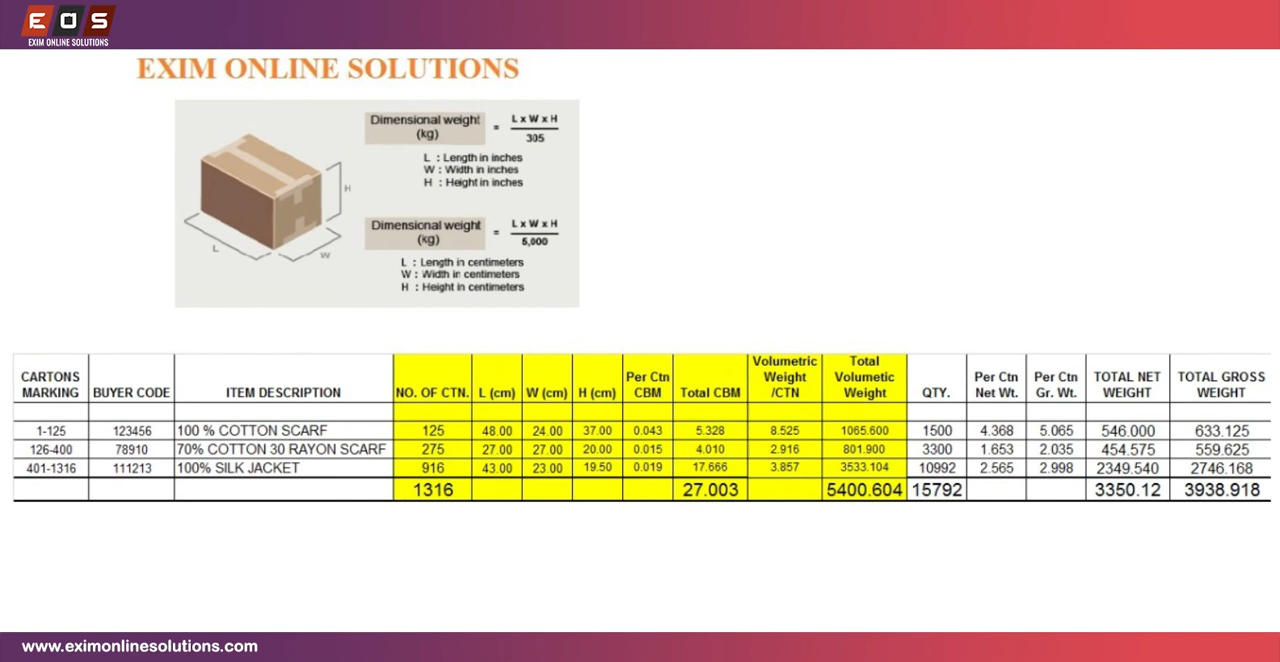 EOS
EXIM ONLINE SOLUTIONS
EXIM ONLINE SOLUTIONS
Dimensional weight (kg) = L x W x H / 305
L : Length in inches
W : Width in inches
H : Height in inches
Dimensional weight (kg) = L x W x H / 5,000
L : Length in centimeters
W : Width in centimeters
H : Height in centimeters
H
L
W
CARTONS MARKING BUYER CODE ITEM DESCRIPTION NO. OF CTN. L (cm) W (cm) H (cm) Per Ctn CBM Total CBM Volumetric Weight /CTN Total Volumetic Weight QTY. Per Ctn Net Wt. Per Ctn Gr. Wt. TOTAL NET WEIGHT TOTAL GROSS WEIGHT
1-125 123456 100 % COTTON SCARF 125 48.00 24.00 37.00 0.043 5.328 8.525 1065.600 1500 4.368 5.065 546.000 633.125
126-400 78910 70% COTTON 30 RAYON SCARF 275 27.00 27.00 20.00 0.015 4.010 2.916 801.900 3300 1.653 2.035 454.575 559.625
401-1316 111213 100% SILK JACKET 916 43.00 23.00 19.50 0.019 17.666 3.857 3533.104 10992 2.565 2.998 2349.540 2746.168
1316 27.003 5400.604 15792 3350.12 3938.918
www.eximonlinesolutions.com